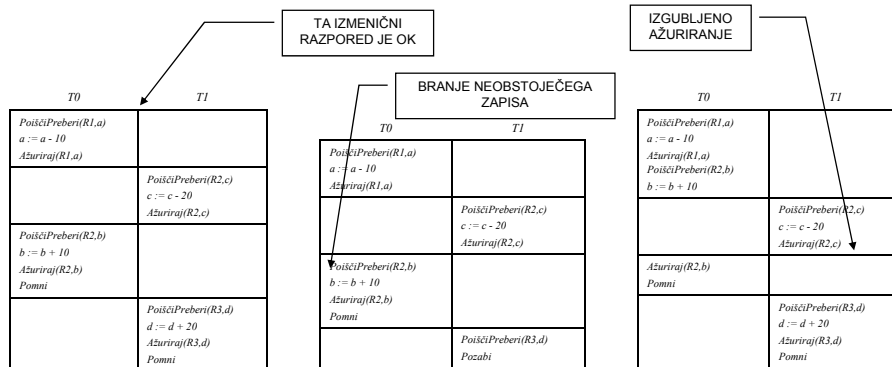 TA IZMENIČNI
RAZPORED JE OK
IZGUBLJENO
AŽURIRANJE
BRANJE NEOBSTOJEČEGA
ZAPISA
T0 T1
PoiščiPreberi(R1,a)
a := a - 10
Ažuriraj(R1,a)
PoiščiPreberi(R2,c)
c := c - 20
Ažuriraj(R2,c)
PoiščiPreberi(R2,b)
b := b + 10
Ažuriraj(R2,b)
Pomni
PoiščiPreberi(R3,d)
d := d + 20
Ažuriraj(R3,d)
Pomni
T0 T1
PoiščiPreberi(R1,a)
a := a - 10
Ažuriraj(R1,a)
PoiščiPreberi(R2,c)
c := c - 20
Ažuriraj(R2,c)
PoiščiPreberi(R2,b)
b := b + 10
Ažuriraj(R2,b)
Pomni
PoiščiPreberi(R3,d)
Pozabi
T0 T1
PoiščiPreberi(R1,a)
a := a - 10
Ažuriraj(R1,a)
PoiščiPreberi(R2,b)
b := b + 10
PoiščiPreberi(R2,c)
c := c - 20
Ažuriraj(R2,c)
Ažuriraj(R2,b)
Pomni
PoiščiPreberi(R3,d)
d := d + 20
Ažuriraj(R3,d)
Pomni